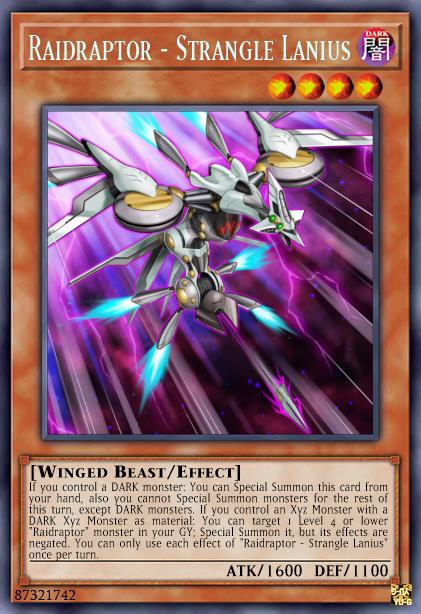 RAIDRAPTOR - STRANGLE LANIUS
DARK
闇
[WINGED BEAST/EFFECT]
If you control a DARK monster: You can Special Summon this card from
your hand, also you cannot Special Summon monsters for the rest of
this turn, except DARK monsters. If you control an Xyz Monster with a
DARK Xyz Monster as material: You can target 1 Level 4 or lower
"Raidraptor" monster in your GY; Special Summon it, but its effects are
negated. You can only use each effect of "Raidraptor - Strangle Lanius"
once per turn.
ATK/1600 DEF/1100
87321742